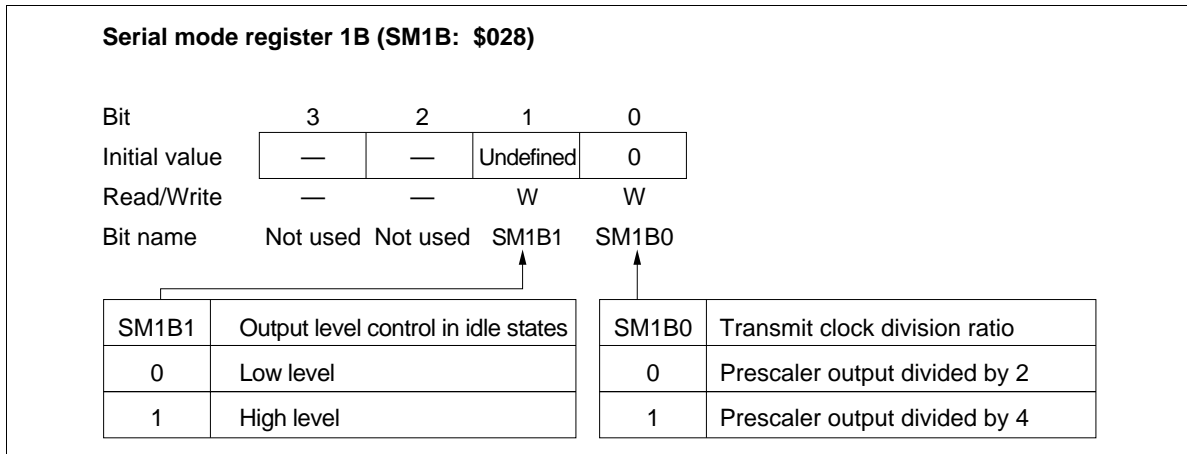 Serial mode register 1B (SM1B: $028)
Bit 3 2 1 0
Initial value — — Undefined 0
Read/Write — — W W
Bit name Not used Not used SM1B1 SM1B0
SM1B1 Output level control in idle states SM1B0 Transmit clock division ratio
0 Low level 0 Prescaler output divided by 2
1 High level 1 Prescaler output divided by 4